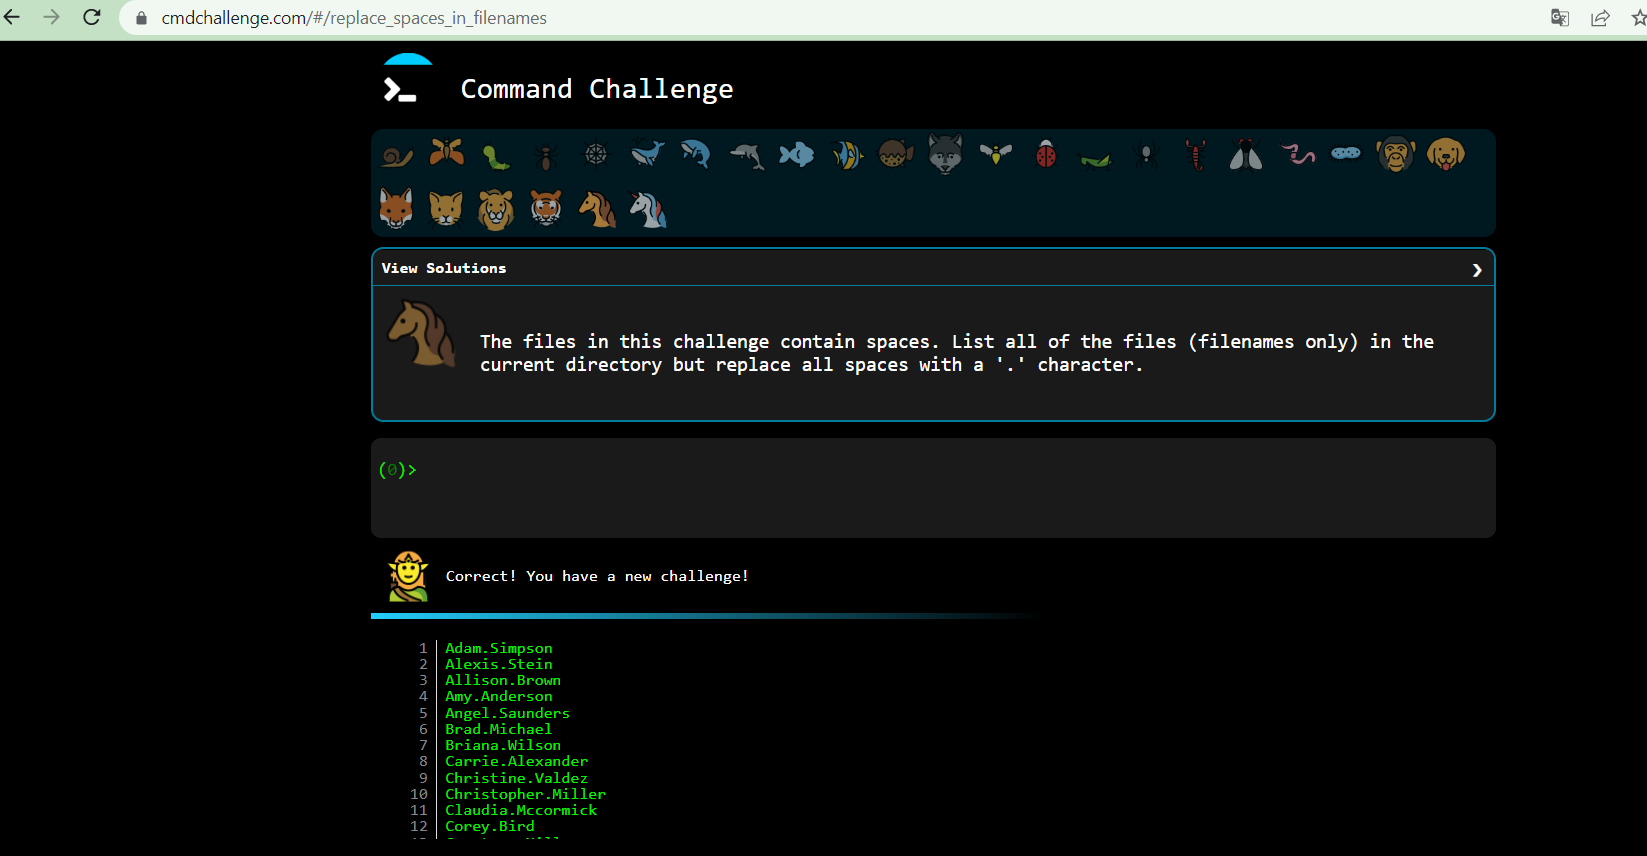 cmdchallenge.com/#/replace_spaces_in_filenames
Command Challenge
View Solutions
The files in this challenge contain spaces. List all of the files (filenames only) in the
current directory but replace all spaces with a '.' character.
(0)>
Correct! You have a new challenge!
1 Adam.Simpson
2 Alexis.Stein
3 Allison.Brown
4 Amy.Anderson
5 Angel.Saunders
6 Brad.Michael
7 Briana.Wilson
8 Carrie.Alexander
9 Christine.Valdez
10 Christopher.Miller
11 Claudia.Mccormick
12 Corey.Bird